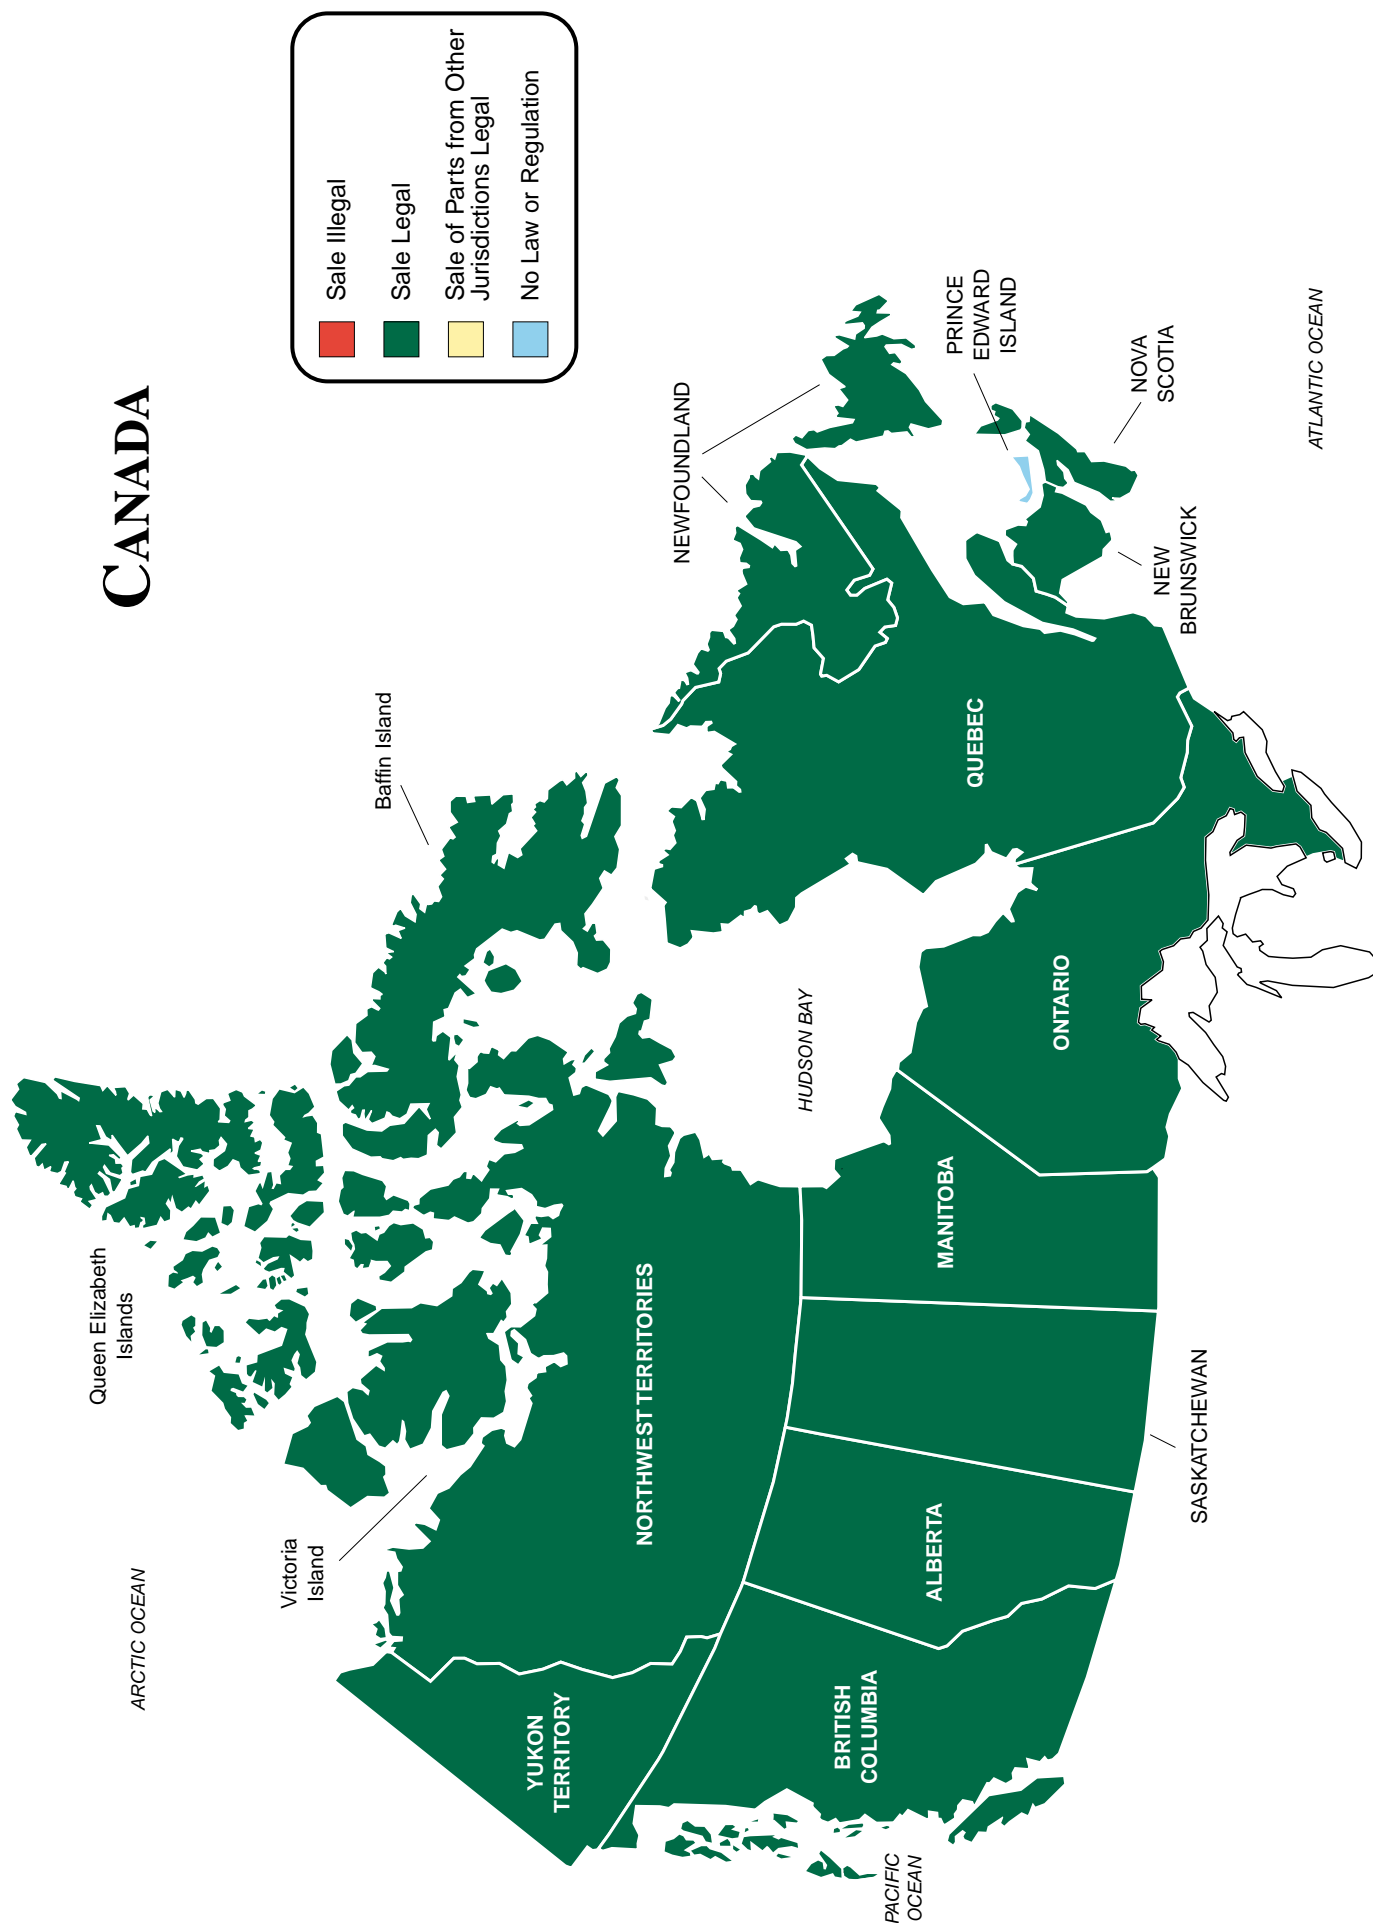 CANADA
Sale Illegal
Sale Legal
Sale of Parts from Other
Jurisdictions Legal
No Law or Regulation
ARCTIC OCEAN
Queen Elizabeth
Islands
Victoria
Island
Baffin Island
NEWFOUNDLAND
YUKON
TERRITORY
NORTHWEST TERRITORIES
HUDSON BAY
PRINCE
EDWARD
ISLAND
BRITISH
COLUMBIA
ALBERTA
MANITOBA
QUEBEC
ONTARIO
PACIFIC
OCEAN
SASKATCHEWAN
NEW
BRUNSWICK
NOVA
SCOTIA
ATLANTIC OCEAN